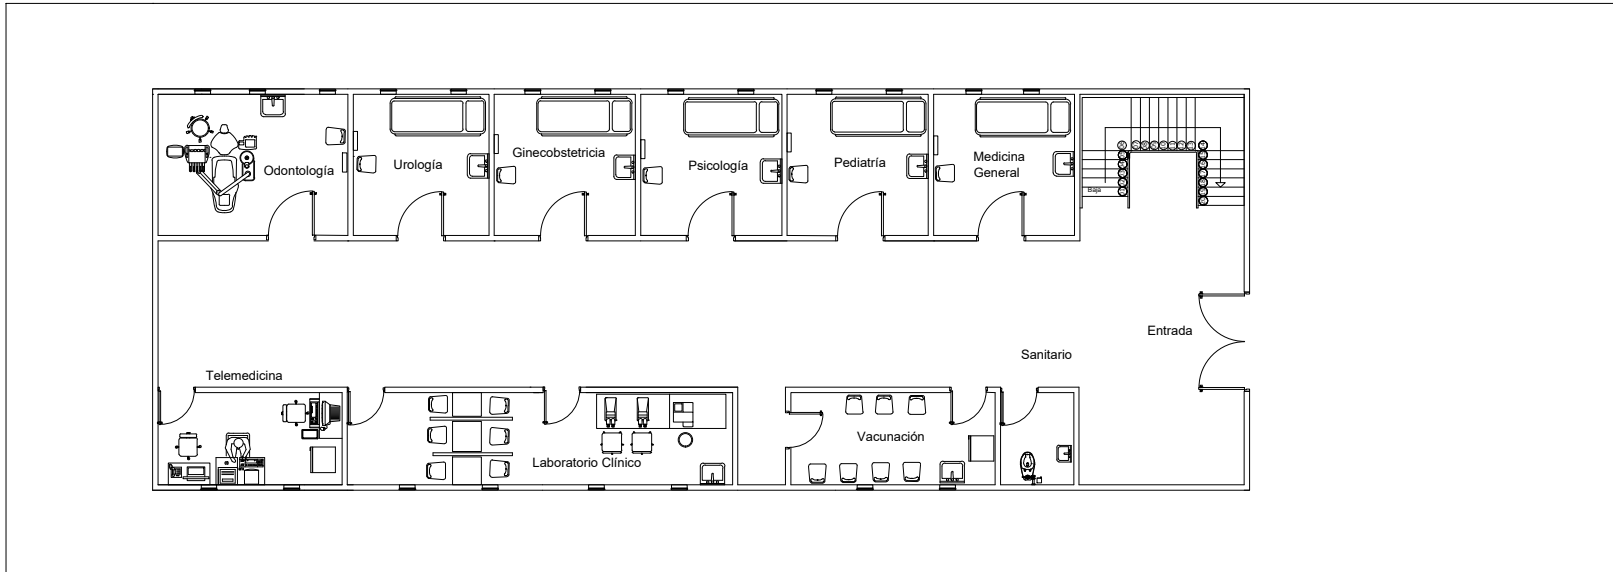 Odontología
Urología
Ginecobstetricia
Psicología
Pediatría
Medicina
General
Baja
Entrada
Sanitario
Telemedicina
Vacunación
Laboratorio Clínico